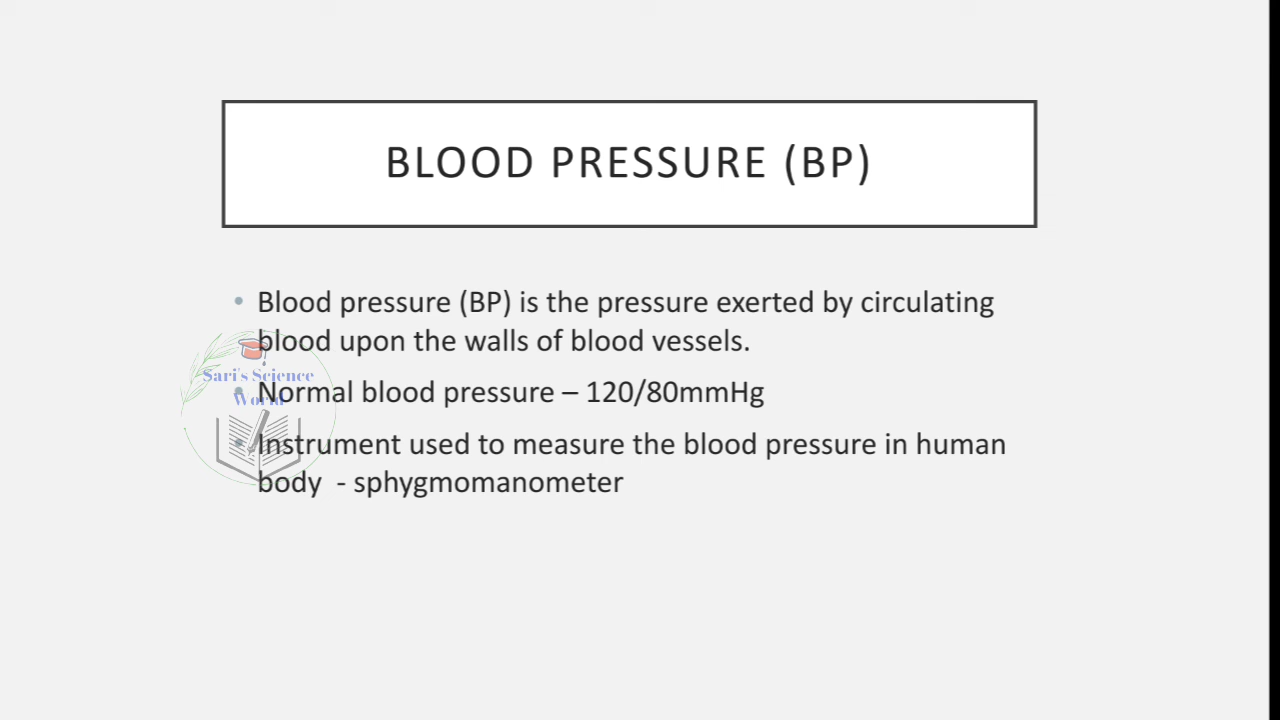 BLOOD PRESSURE (BP)
• Blood pressure (BP) is the pressure exerted by circulating
blood upon the walls of blood vessels.
Sari's Science
World
• Normal blood pressure – 120/80mmHg
• Instrument used to measure the blood pressure in human
body - sphygmomanometer